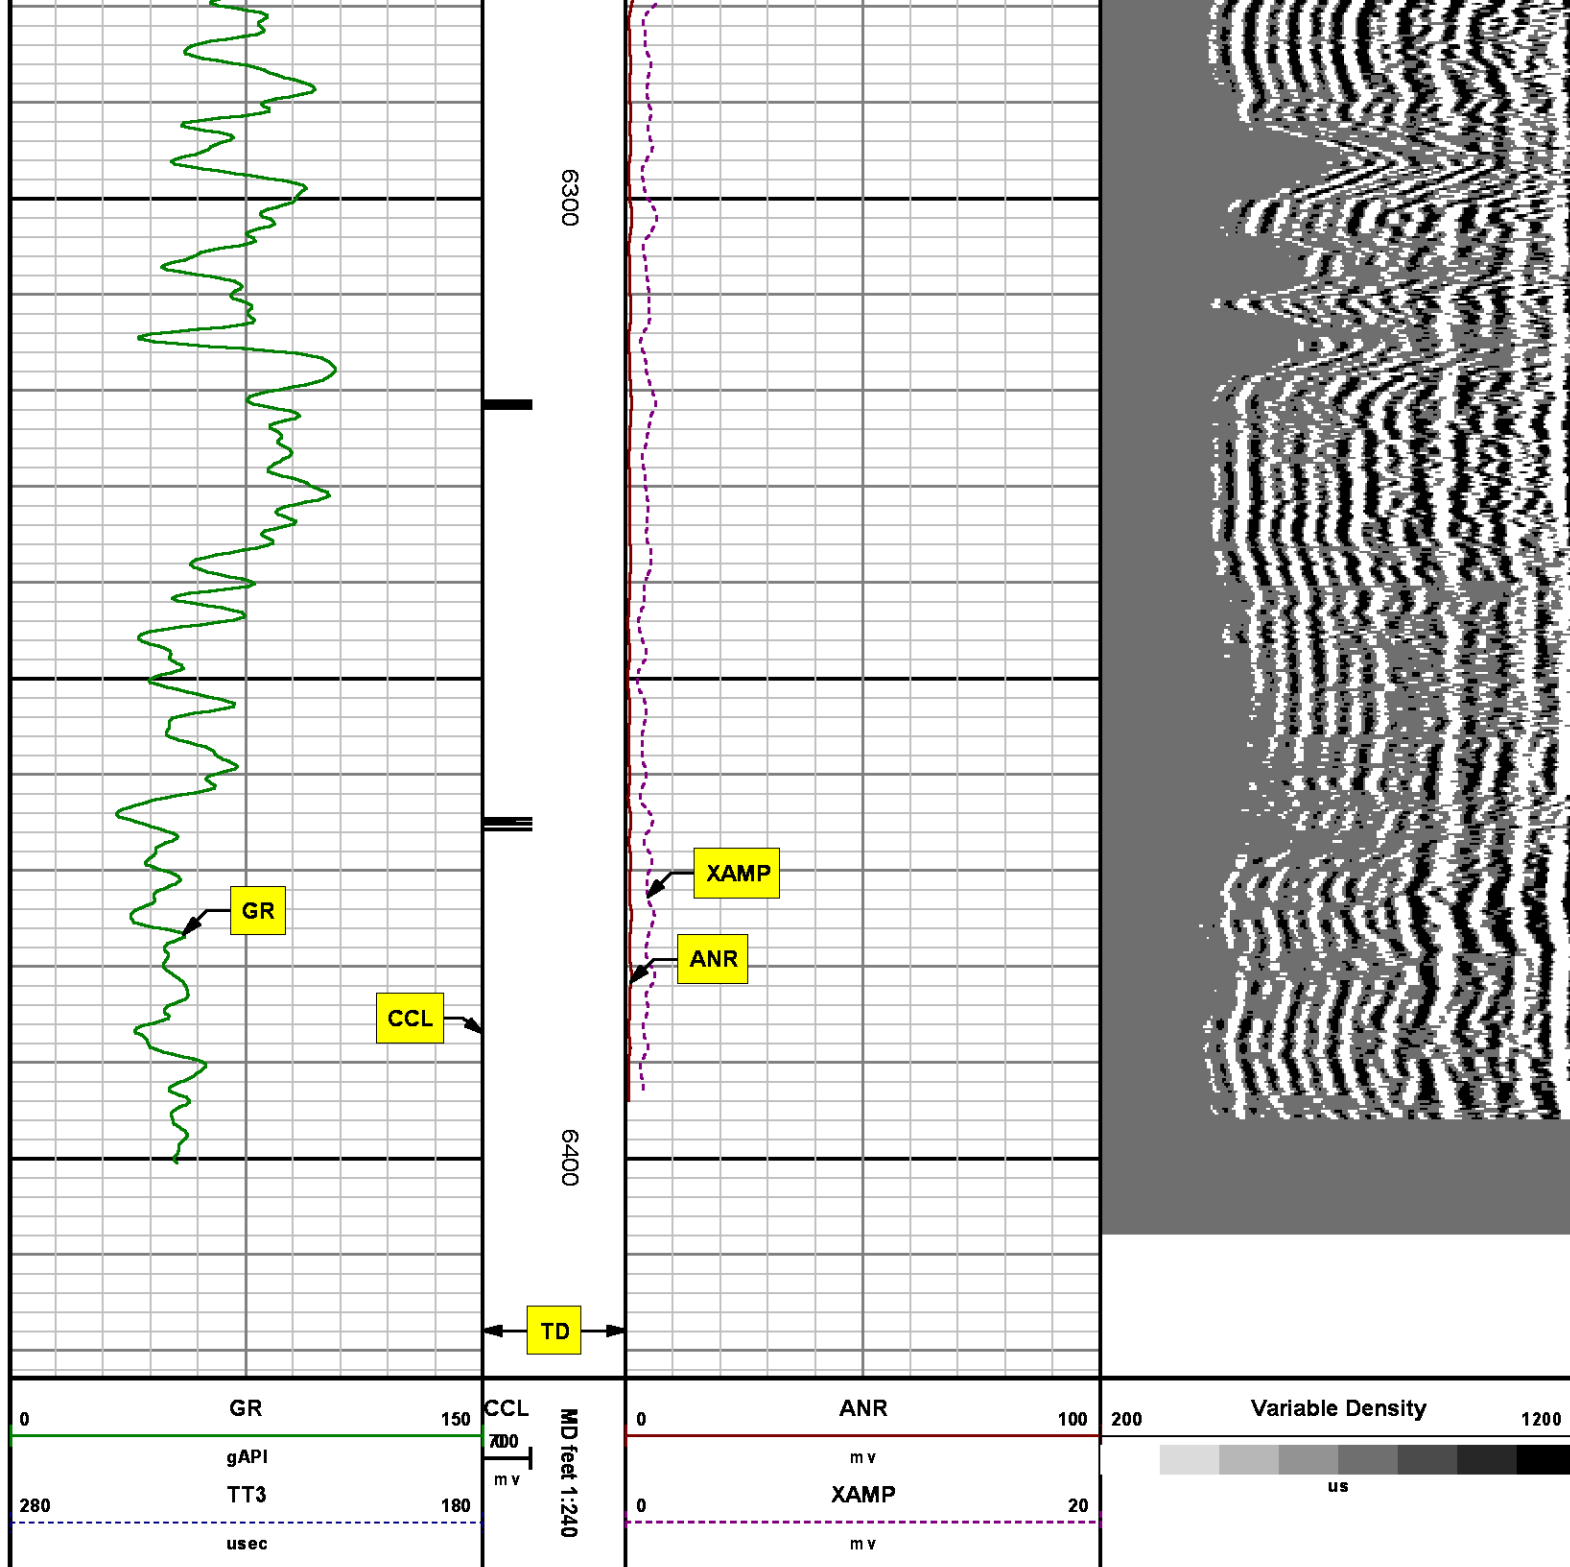 6300
XAMP
GR
ANR
CCL
6400
TD
GR
0 150
gAPI
TT3
280 180
usec
CCL
mv
MD feet 1:240
ANR
0 100
mv
XAMP
0 20
mv
Variable Density
200 1200
us